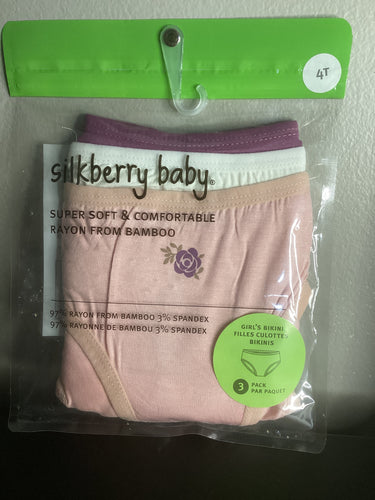 4T
silkberry baby®
SUPER SOFT & COMFORTABLE
RAYON FROM BAMBOO
97% RAYON FROM BAMBOO 3% SPANDEX
97% RAYONNE DE BAMBOU 3% SPANDEX
GIRL'S BIKINI
FILLES CULOTTES
BIKINIS
3 PACK
PAR PAQUET